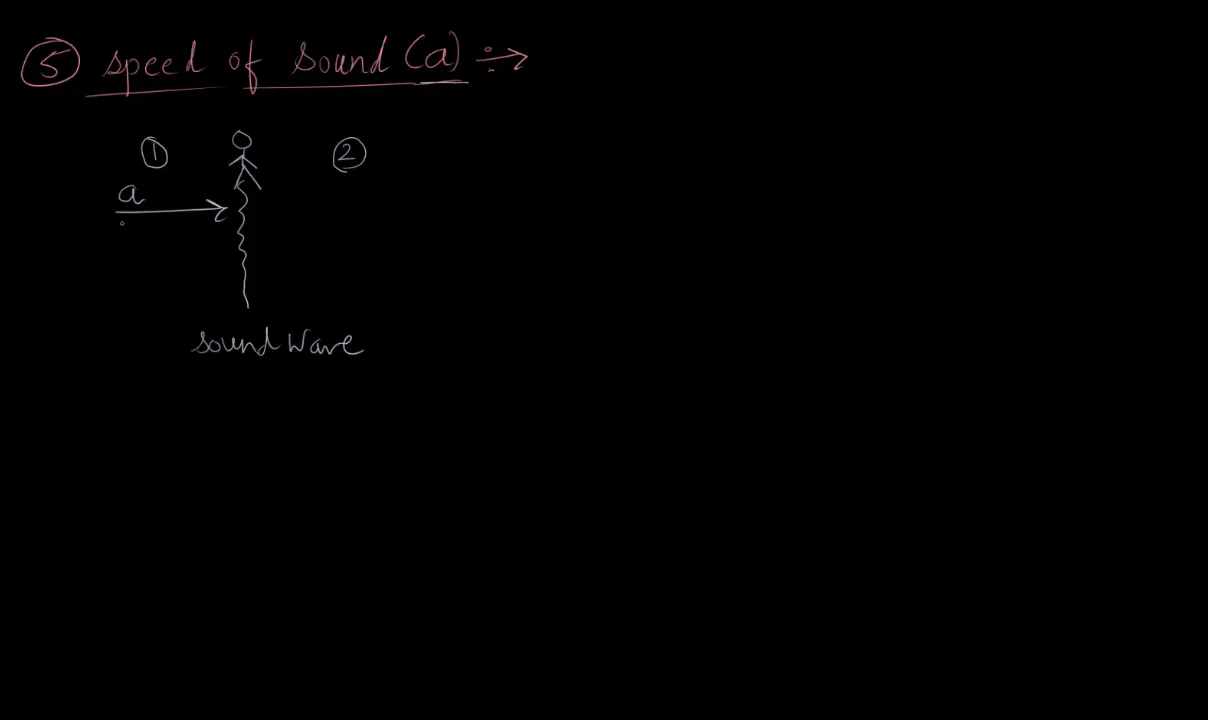 ⑤ speed of sound (a) ÷→
① ②
a
sound wave